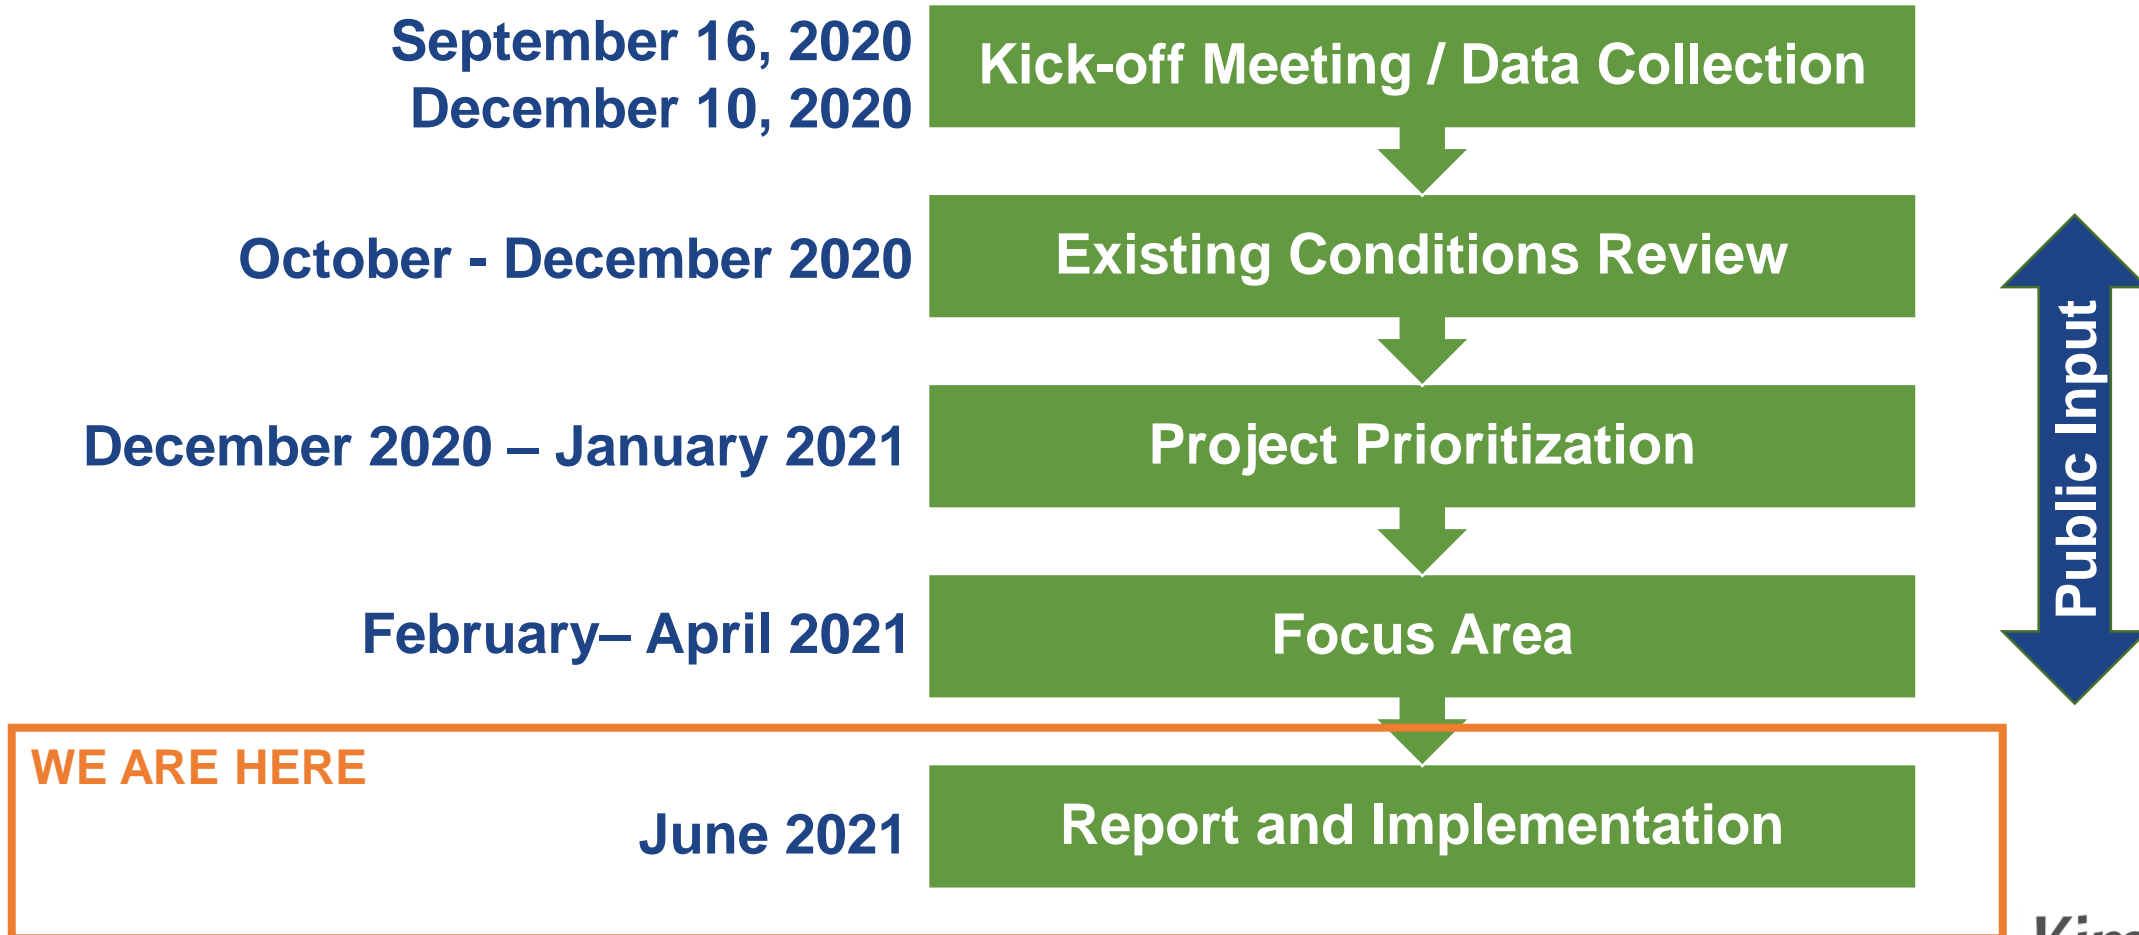 September 16, 2020
December 10, 2020
Kick-off Meeting / Data Collection
October - December 2020
Existing Conditions Review
December 2020 – January 2021
Project Prioritization
February– April 2021
Focus Area
Public Input
WE ARE HERE
June 2021
Report and Implementation